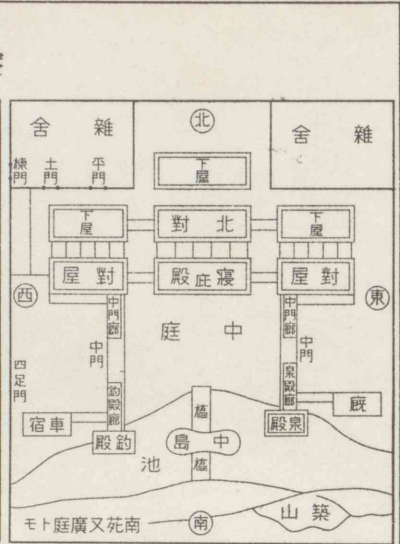 北
雜舍
雜舍
下屋
平門
土門
棟門
下屋
北對
下屋
對屋
寢庇殿
對屋
東
西
中門廊
中門廊
中庭
中門
中門
四足門
泉殿廊
釣殿廊
廐
橋
車宿
泉殿
釣殿
中島
池
橋
築山
南
南苑又廣庭トモ